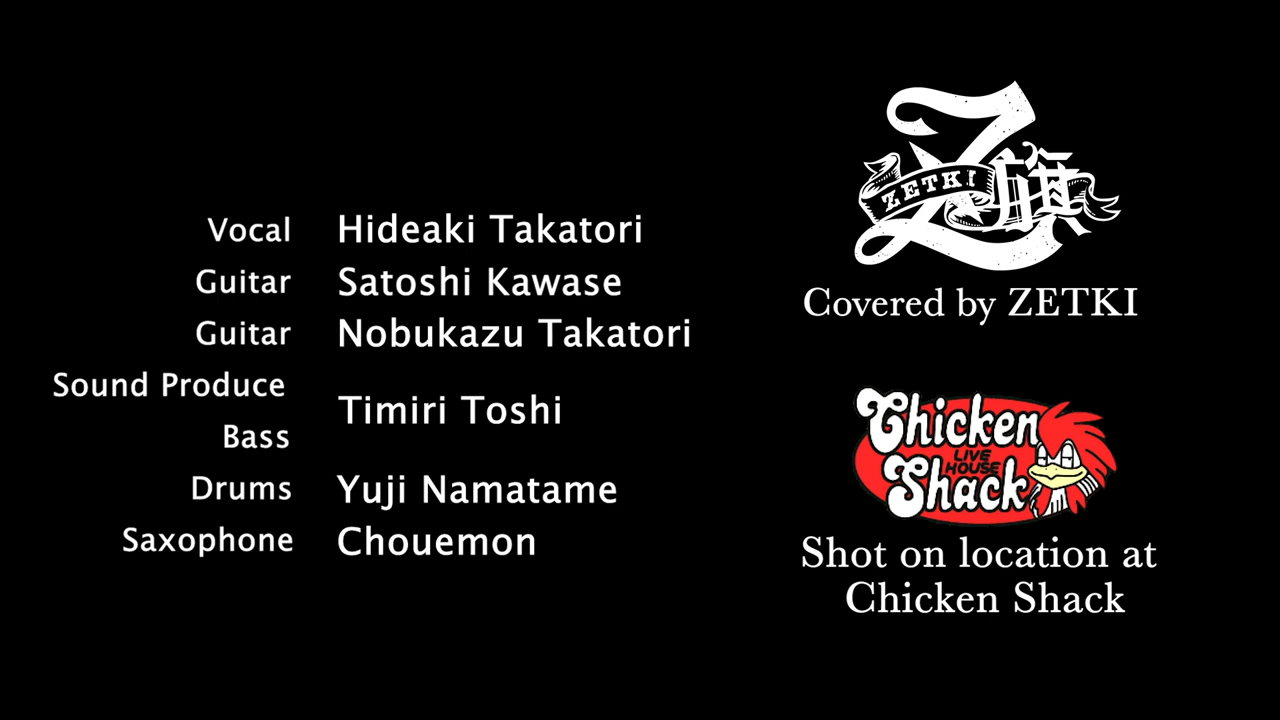 Vocal Hideaki Takatori
Guitar Satoshi Kawase
Guitar Nobukazu Takatori
Sound Produce
Bass
Timiri Toshi
Drums Yuji Namatame
Saxophone Chouemon
Z
ZETKI
Covered by ZETKI
Chicken
LIVE
HOUSE
Shack
Shot on location at
Chicken Shack